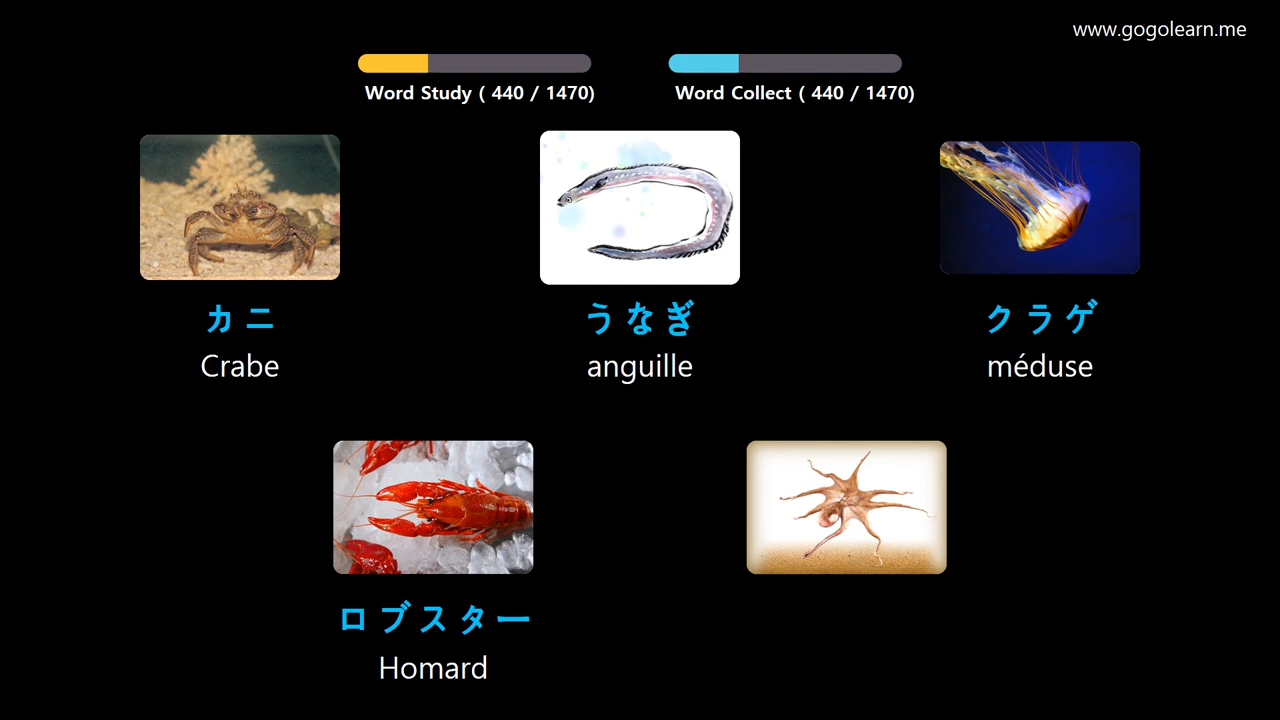 www.gogolearn.me
Word Study ( 440 / 1470)
Word Collect ( 440 / 1470)
カニ
Crabe
うなぎ
anguille
クラゲ
méduse
ロブスター
Homard